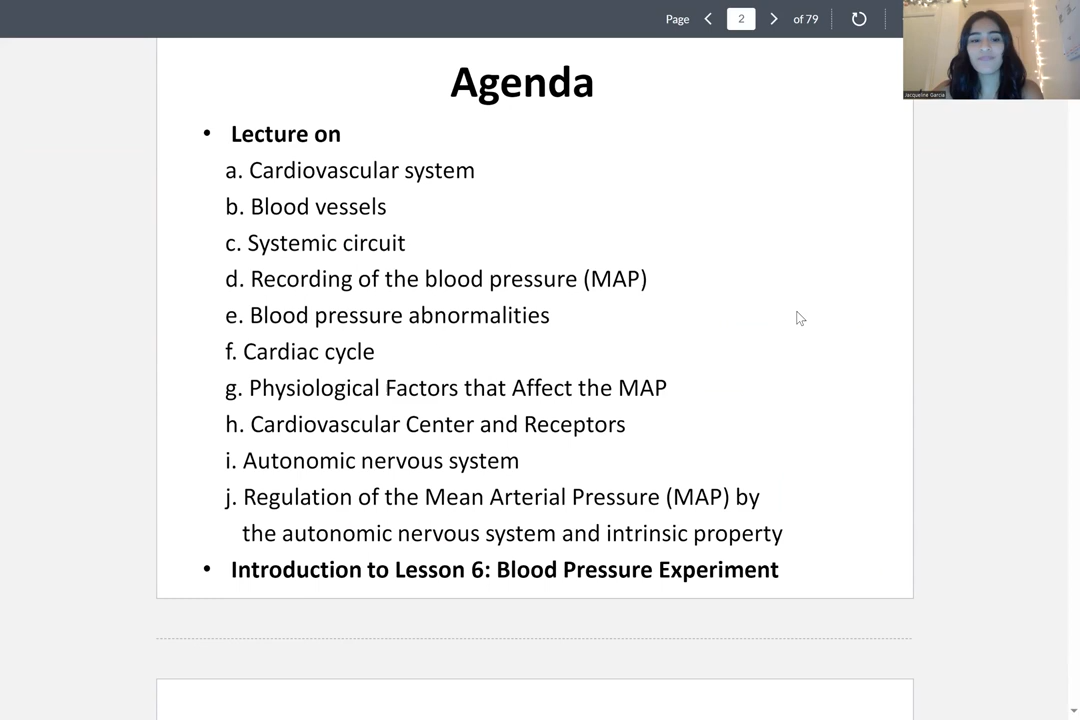 Page 2 of 79
Jacqueline Garcia
Agenda
• Lecture on
a. Cardiovascular system
b. Blood vessels
c. Systemic circuit
d. Recording of the blood pressure (MAP)
e. Blood pressure abnormalities
f. Cardiac cycle
g. Physiological Factors that Affect the MAP
h. Cardiovascular Center and Receptors
i. Autonomic nervous system
j. Regulation of the Mean Arterial Pressure (MAP) by
the autonomic nervous system and intrinsic property
• Introduction to Lesson 6: Blood Pressure Experiment